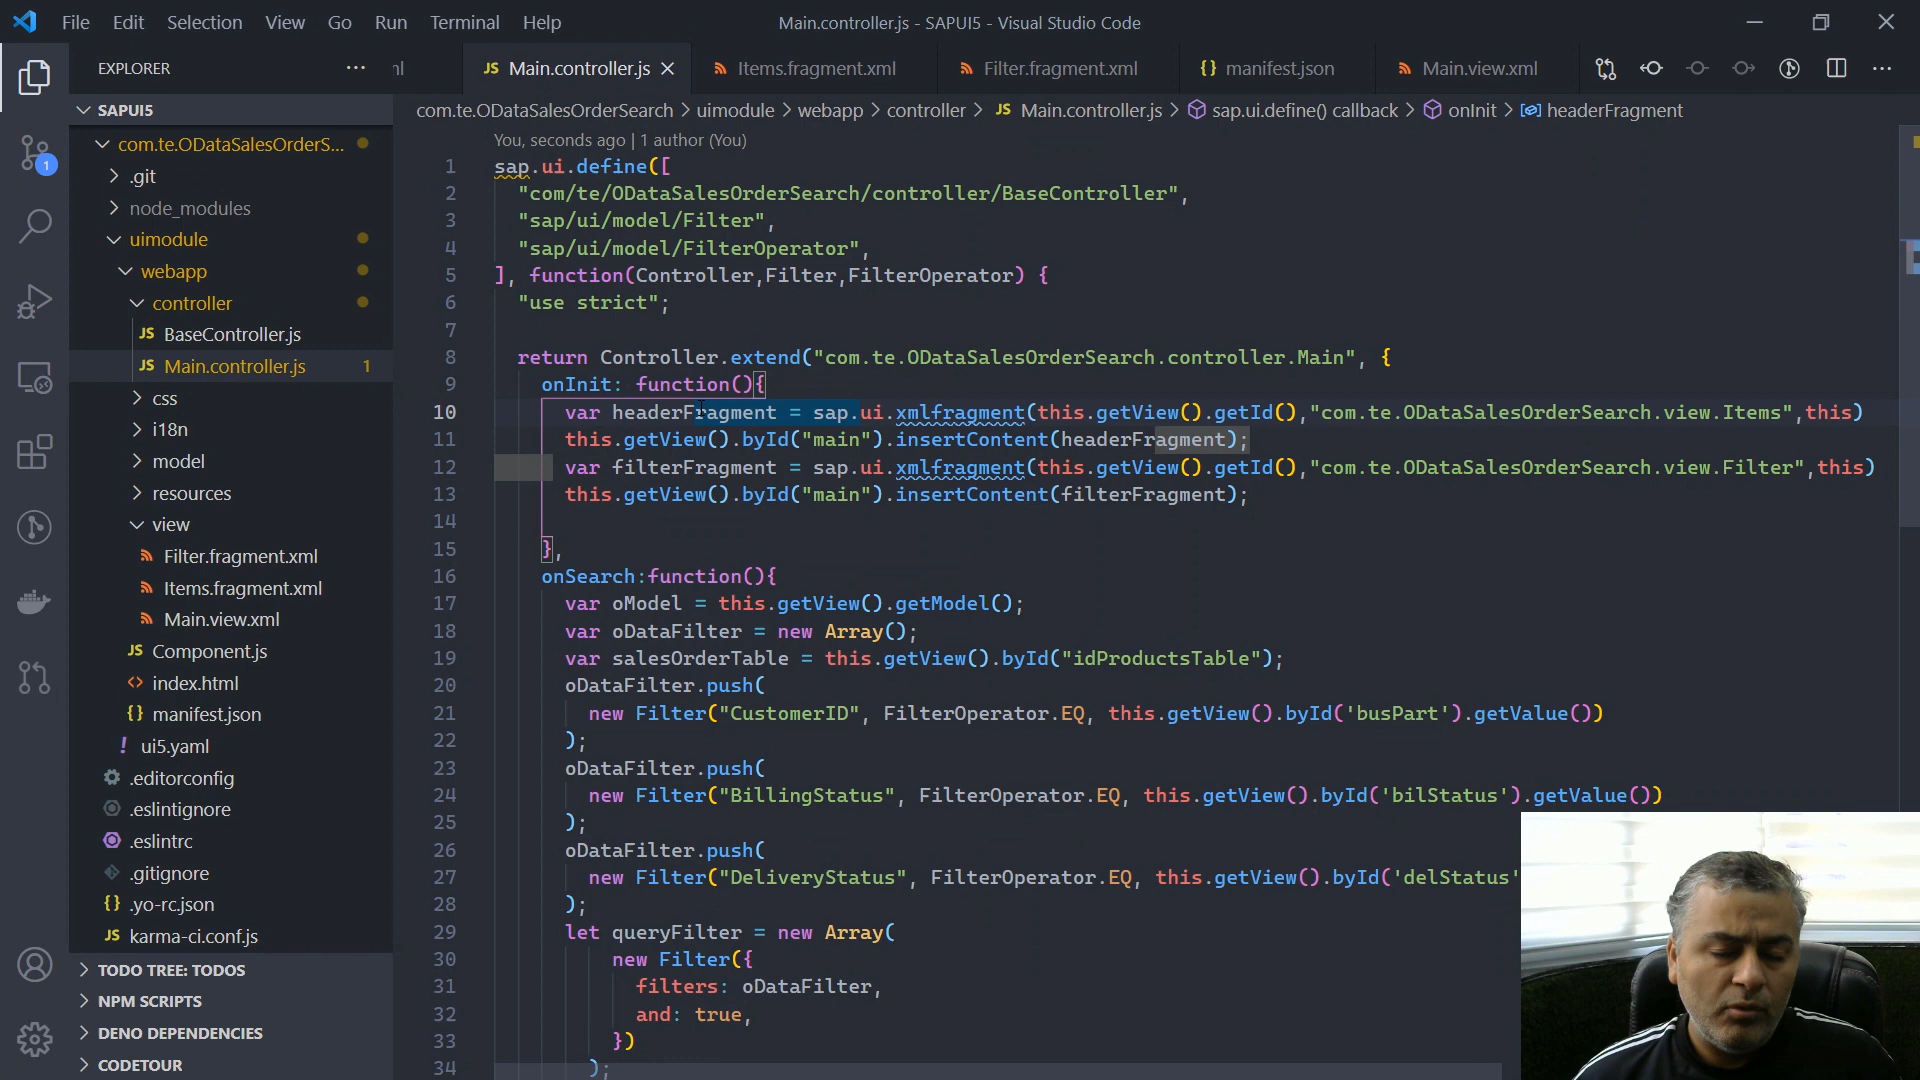 File Edit Selection View Go Run Terminal Help
Main.controller.js - SAPUI5 - Visual Studio Code
EXPLORER
JS Main.controller.js
Items.fragment.xml
Filter.fragment.xml
{} manifest.json
Main.view.xml
SAPUI5
com.te.ODataSalesOrderSearch > uimodule > webapp > controller > JS Main.controller.js > sap.ui.define() callback > onInit > headerFragment
com.te.ODataSalesOrderS...
.git
node_modules
uimodule
webapp
controller
JS BaseController.js
JS Main.controller.js 1
css
i18n
model
resources
view
Filter.fragment.xml
Items.fragment.xml
Main.view.xml
JS Component.js
<> index.html
{} manifest.json
! ui5.yaml
.editorconfig
.eslintignore
.eslintrc
.gitignore
{} .yo-rc.json
JS karma-ci.conf.js
TODO TREE: TODOS
NPM SCRIPTS
DENO DEPENDENCIES
CODETOUR
1
You, seconds ago | 1 author (You)
1 sap.ui.define([
2 "com/te/ODataSalesOrderSearch/controller/BaseController",
3 "sap/ui/model/Filter",
4 "sap/ui/model/FilterOperator",
5 ], function(Controller,Filter,FilterOperator) {
6 "use strict";
7
8 return Controller.extend("com.te.ODataSalesOrderSearch.controller.Main", {
9 onInit: function(){
10 var headerFragment = sap.ui.xmlfragment(this.getView().getId(),"com.te.ODataSalesOrderSearch.view.Items",this)
11 this.getView().byId("main").insertContent(headerFragment);
12 var filterFragment = sap.ui.xmlfragment(this.getView().getId(),"com.te.ODataSalesOrderSearch.view.Filter",this)
13 this.getView().byId("main").insertContent(filterFragment);
14
15 },
16 onSearch:function(){
17 var oModel = this.getView().getModel();
18 var oDataFilter = new Array();
19 var salesOrderTable = this.getView().byId("idProductsTable");
20 oDataFilter.push(
21 new Filter("CustomerID", FilterOperator.EQ, this.getView().byId('busPart').getValue())
22 );
23 oDataFilter.push(
24 new Filter("BillingStatus", FilterOperator.EQ, this.getView().byId('bilStatus').getValue())
25 );
26 oDataFilter.push(
27 new Filter("DeliveryStatus", FilterOperator.EQ, this.getView().byId('delStatus'
28 );
29 let queryFilter = new Array(
30 new Filter({
31 filters: oDataFilter,
32 and: true,
33 })
34 );